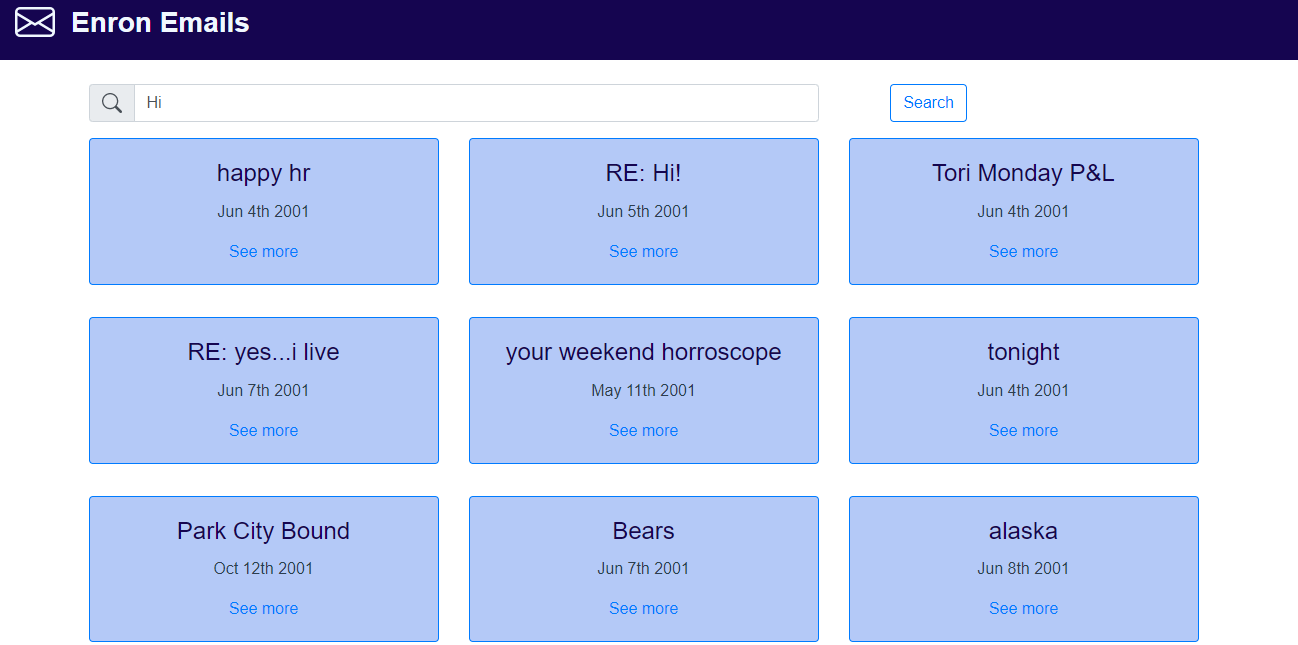 Enron Emails
Hi
Search
happy hr
Jun 4th 2001
See more
RE: Hi!
Jun 5th 2001
See more
Tori Monday P&L
Jun 4th 2001
See more
RE: yes...i live
Jun 7th 2001
See more
your weekend horroscope
May 11th 2001
See more
tonight
Jun 4th 2001
See more
Park City Bound
Oct 12th 2001
See more
Bears
Jun 7th 2001
See more
alaska
Jun 8th 2001
See more